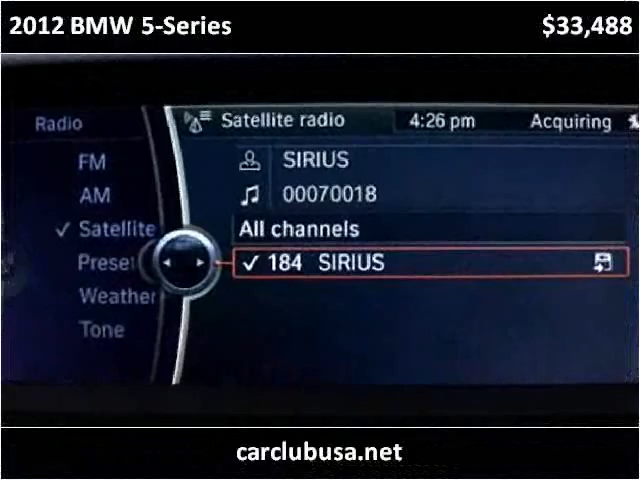 2012 BMW 5-Series $33,488
Radio Satellite radio 4:26 pm Acquiring
FM SIRIUS
AM 00070018
✓ Satellite All channels
✓ 184 SIRIUS
Weather
Tone
carclubusa.net